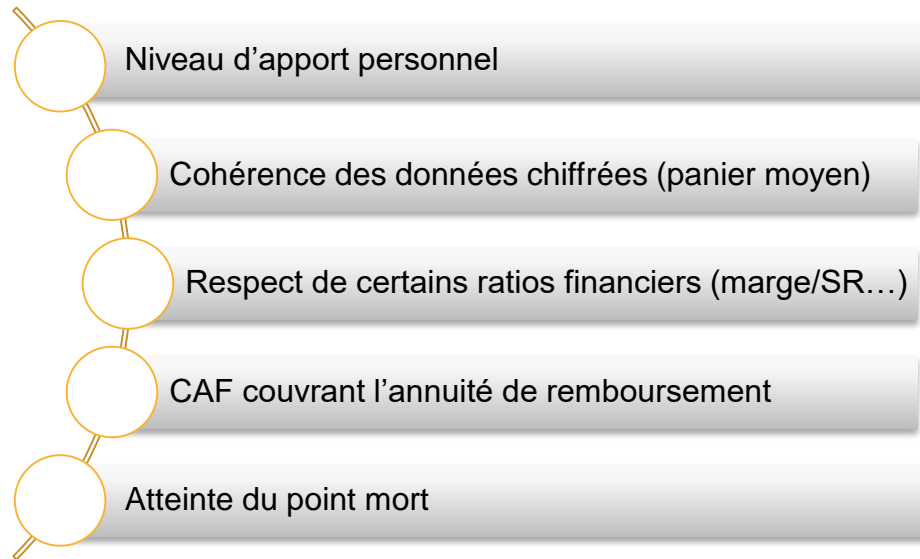 Niveau d’apport personnel
Cohérence des données chiffrées (panier moyen)
Respect de certains ratios financiers (marge/SR…)
CAF couvrant l’annuité de remboursement
Atteinte du point mort